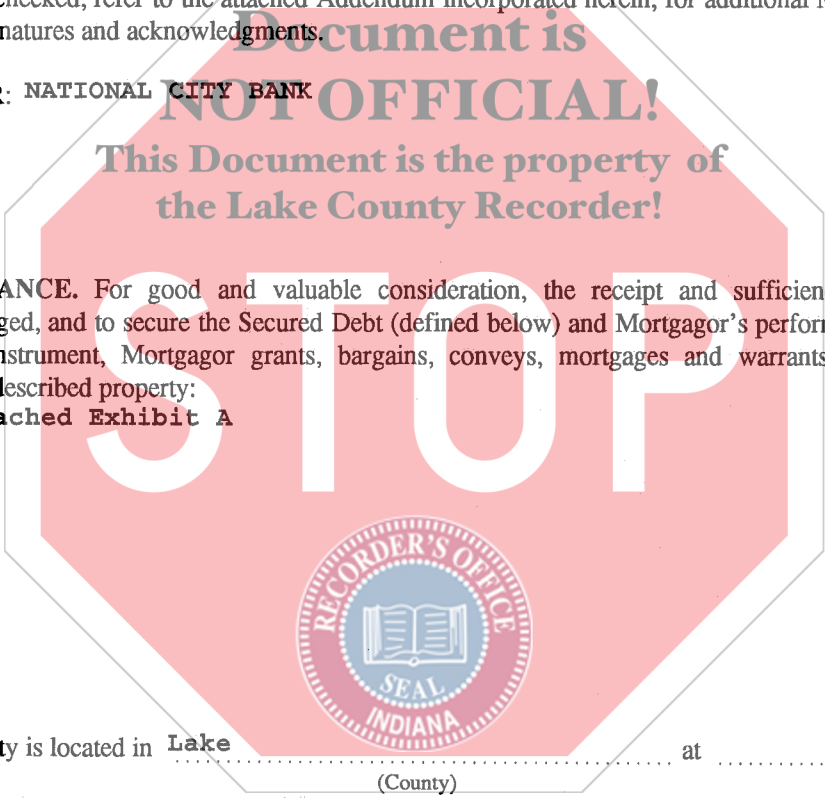 refer to the attached Addendum incorporated herein, for additional
natures and acknowledgments.
Document is
: NATIONAL CITY BANK
NOT OFFICIAL!
This Document is the property of
the Lake County Recorder!
ANCE. For good and valuable consideration, the receipt and sufficien
ged, and to secure the Secured Debt (defined below) and Mortgagor's perfor
nstrument, Mortgagor grants, bargains, conveys, mortgages and warrants
described property:
ached Exhibit A
STOP
RECORDER'S OFFICE
SEAL
INDIANA
ty is located in Lake at
(County)